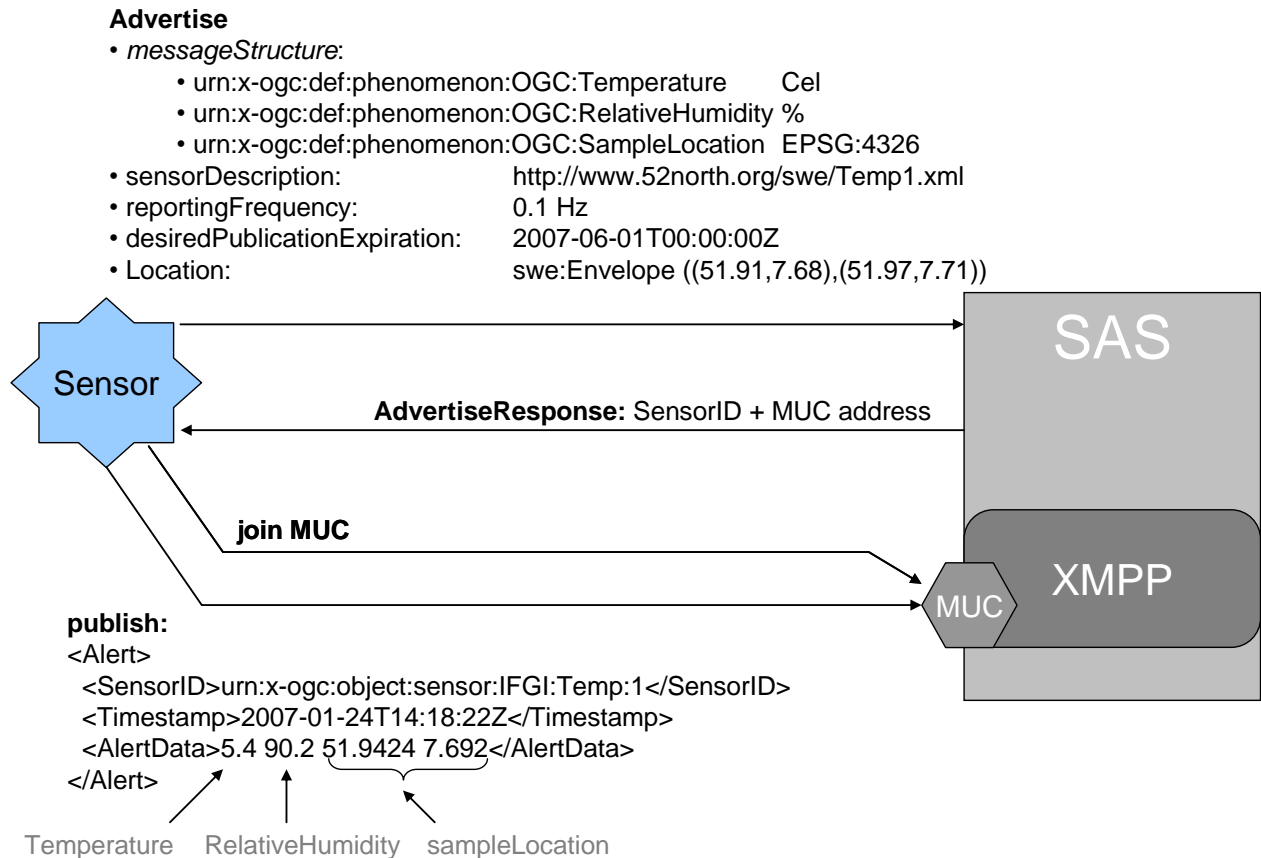 Advertise
• messageStructure:
• urn:x-ogc:def:phenomenon:OGC:Temperature Cel
• urn:x-ogc:def:phenomenon:OGC:RelativeHumidity %
• urn:x-ogc:def:phenomenon:OGC:SampleLocation EPSG:4326
• sensorDescription: http://www.52north.org/swe/Temp1.xml
• reportingFrequency: 0.1 Hz
• desiredPublicationExpiration: 2007-06-01T00:00:00Z
• Location: swe:Envelope ((51.91,7.68),(51.97,7.71))
SAS
Sensor
AdvertiseResponse: SensorID + MUC address
join MUC
XMPP
MUC
publish:
<Alert>
<SensorID>urn:x-ogc:object:sensor:IFGI:Temp:1</SensorID>
<Timestamp>2007-01-24T14:18:22Z</Timestamp>
<AlertData>5.4 90.2 51.9424 7.692</AlertData>
</Alert>
Temperature RelativeHumidity sampleLocation